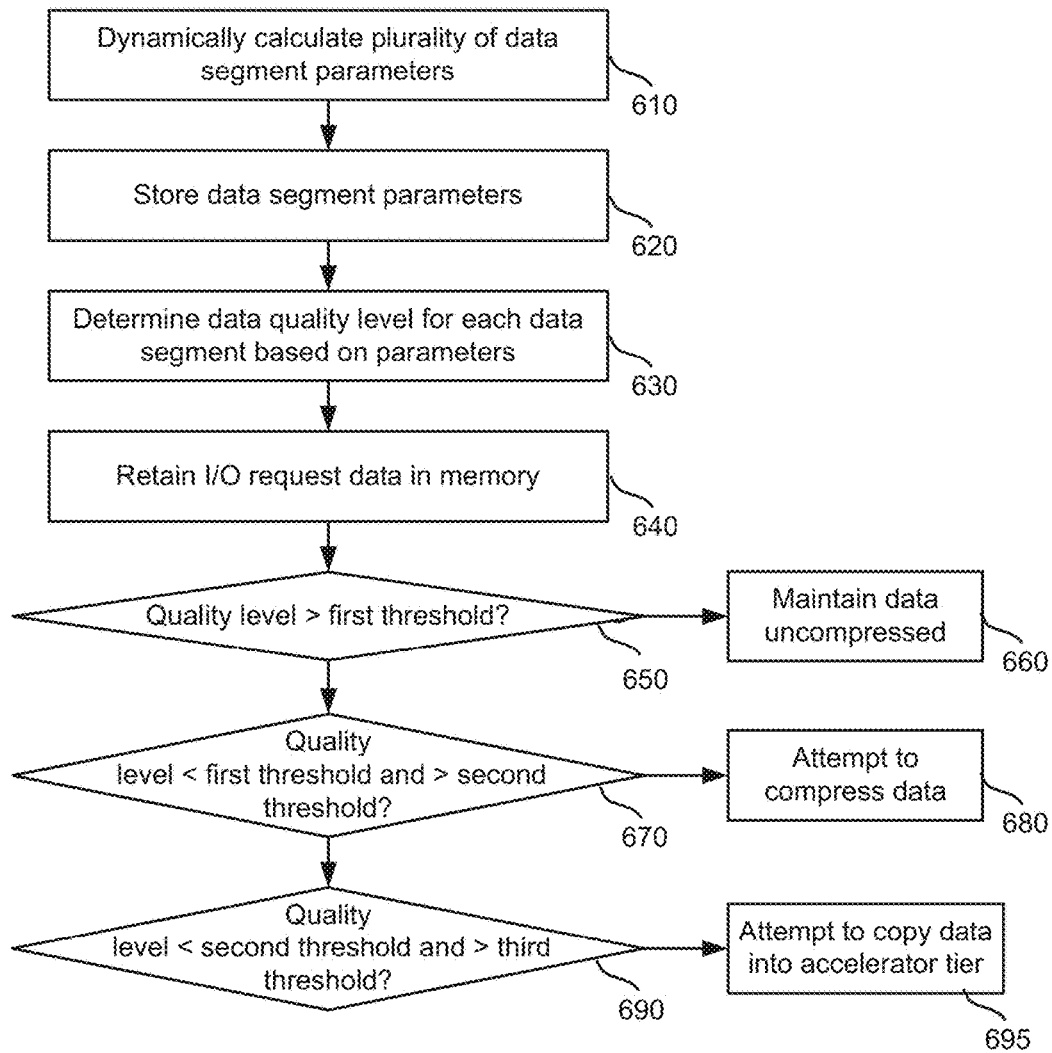 Dynamically calculate plurality of data
segment parameters
610
Store data segment parameters
620
Determine data quality level for each data
segment based on parameters
630
Retain I/O request data in memory
640
Quality level > first threshold?
650
Maintain data
uncompressed
660
Quality
level < first threshold and > second
threshold?
670
Attempt to
compress data
680
Quality
level < second threshold and > third
threshold?
690
Attempt to copy data
into accelerator tier
695